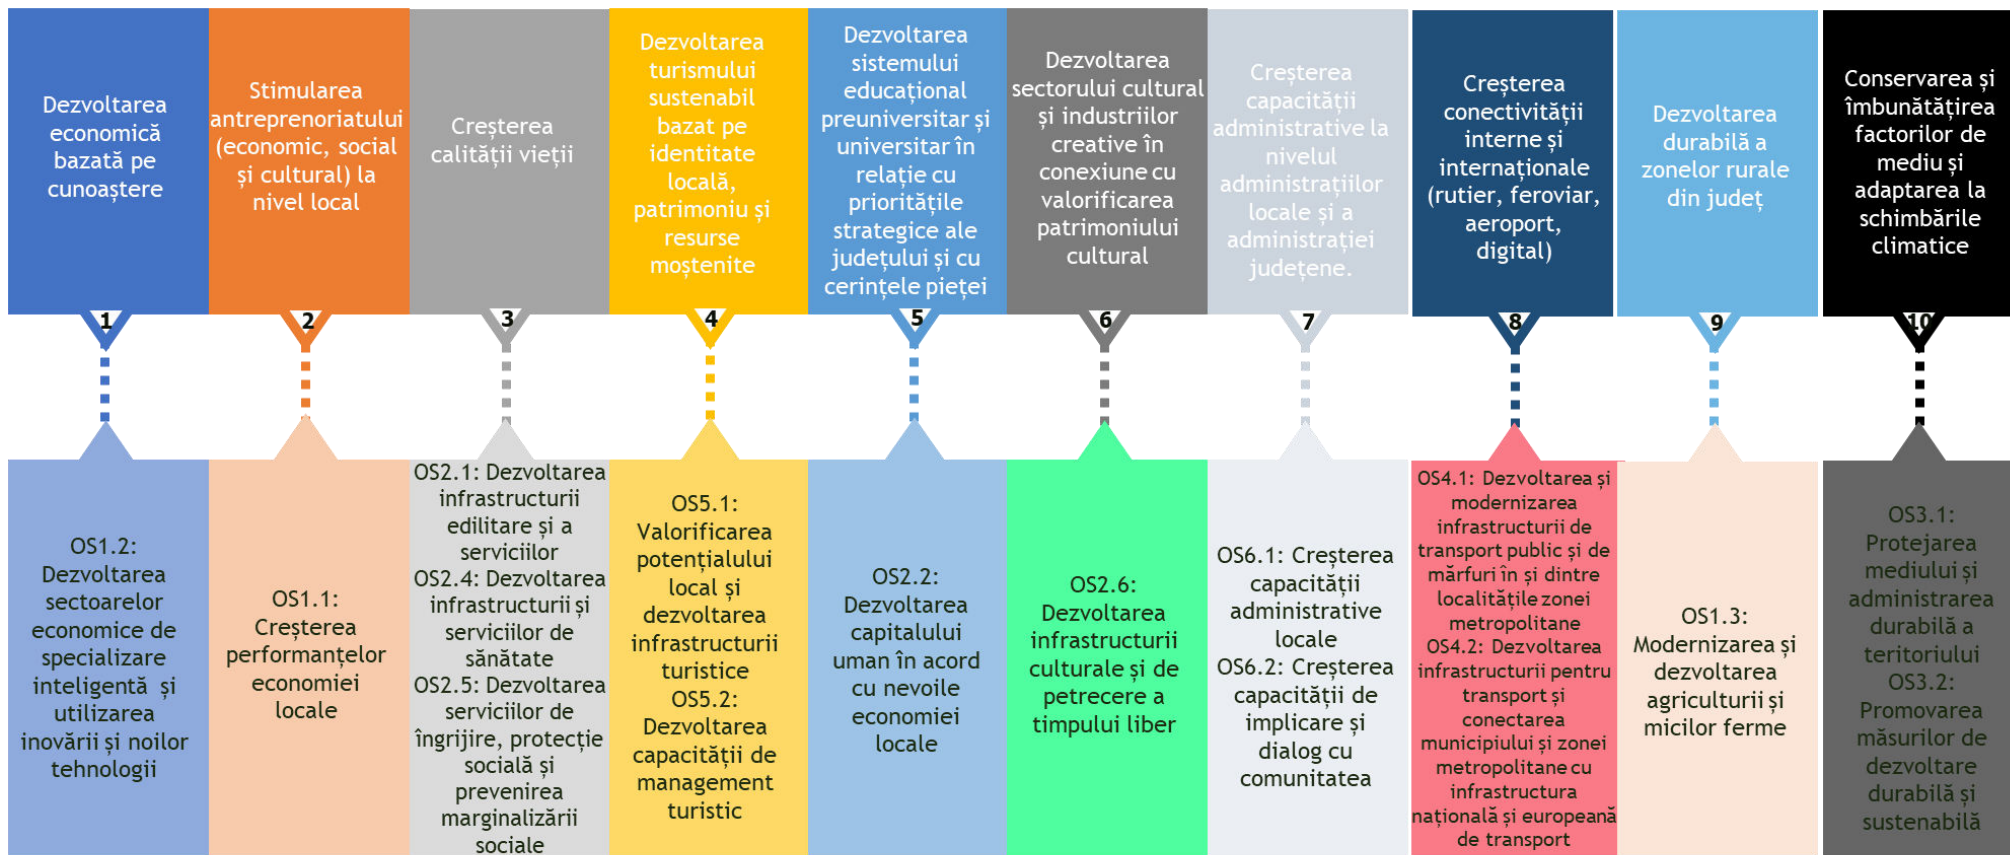 Dezvoltarea
economică
bazată pe
cunoaștere
Stimularea
antreprenoriatului
(economic, social
și cultural) la
nivel local
Creșterea
calității vieții
Dezvoltarea
turismului
sustenabil
bazat pe
identitate
locală,
patrimoniu și
resurse
moștenite
Dezvoltarea
sistemului
educațional
preuniversitar și
universitar în
relație cu
prioritățile
strategice ale
județului și cu
cerințele pieței
Dezvoltarea
sectorului cultural
și industriilor
creative în
conexiune cu
valorificarea
patrimoniului
cultural
Creșterea
capacității
administrative la
nivelul
administrațiilor
locale și a
administrației
județene.
Creșterea
conectivității
interne și
internaționale
(rutier, feroviar,
aeroport,
digital)
Dezvoltarea
durabilă a
zonelor rurale
din județ
Conservarea și
îmbunătățirea
factorilor de
mediu și
adaptarea la
schimbările
climatice
1
2
3
4
5
6
7
8
9
10
OS1.2:
Dezvoltarea
sectoarelor
economice de
specializare
inteligentă și
utilizarea
inovării și noilor
tehnologii
OS1.1:
Creșterea
performanțelor
economiei
locale
OS2.1: Dezvoltarea
infrastructurii
edilitare și a
serviciilor
OS2.4: Dezvoltarea
infrastructurii și
serviciilor de
sănătate
OS2.5: Dezvoltarea
serviciilor de
îngrijire, protecție
socială și
prevenirea
marginalizării
sociale
OS5.1:
Valorificarea
potențialului
local și
dezvoltarea
infrastructurii
turistice
OS5.2:
Dezvoltarea
capacității de
management
turistic
OS2.2:
Dezvoltarea
capitalului
uman în acord
cu nevoile
economiei
locale
OS2.6:
Dezvoltarea
infrastructurii
culturale și de
petrecere a
timpului liber
OS6.1: Creșterea
capacității
administrative
locale
OS6.2: Creșterea
capacității de
implicare și
dialog cu
comunitatea
OS4.1: Dezvoltarea și
modernizarea
infrastructurii de
transport public și de
mărfuri în și dintre
localitățile zonei
metropolitane
OS4.2: Dezvoltarea
infrastructurii pentru
transport și
conectarea
municipiului și zonei
metropolitane cu
infrastructura
națională și europeană
de transport
OS1.3:
Modernizarea și
dezvoltarea
agriculturii și
micilor ferme
OS3.1:
Protejarea
mediului și
administrarea
durabilă a
teritoriului
OS3.2:
Promovarea
măsurilor de
dezvoltare
durabilă și
sustenabilă